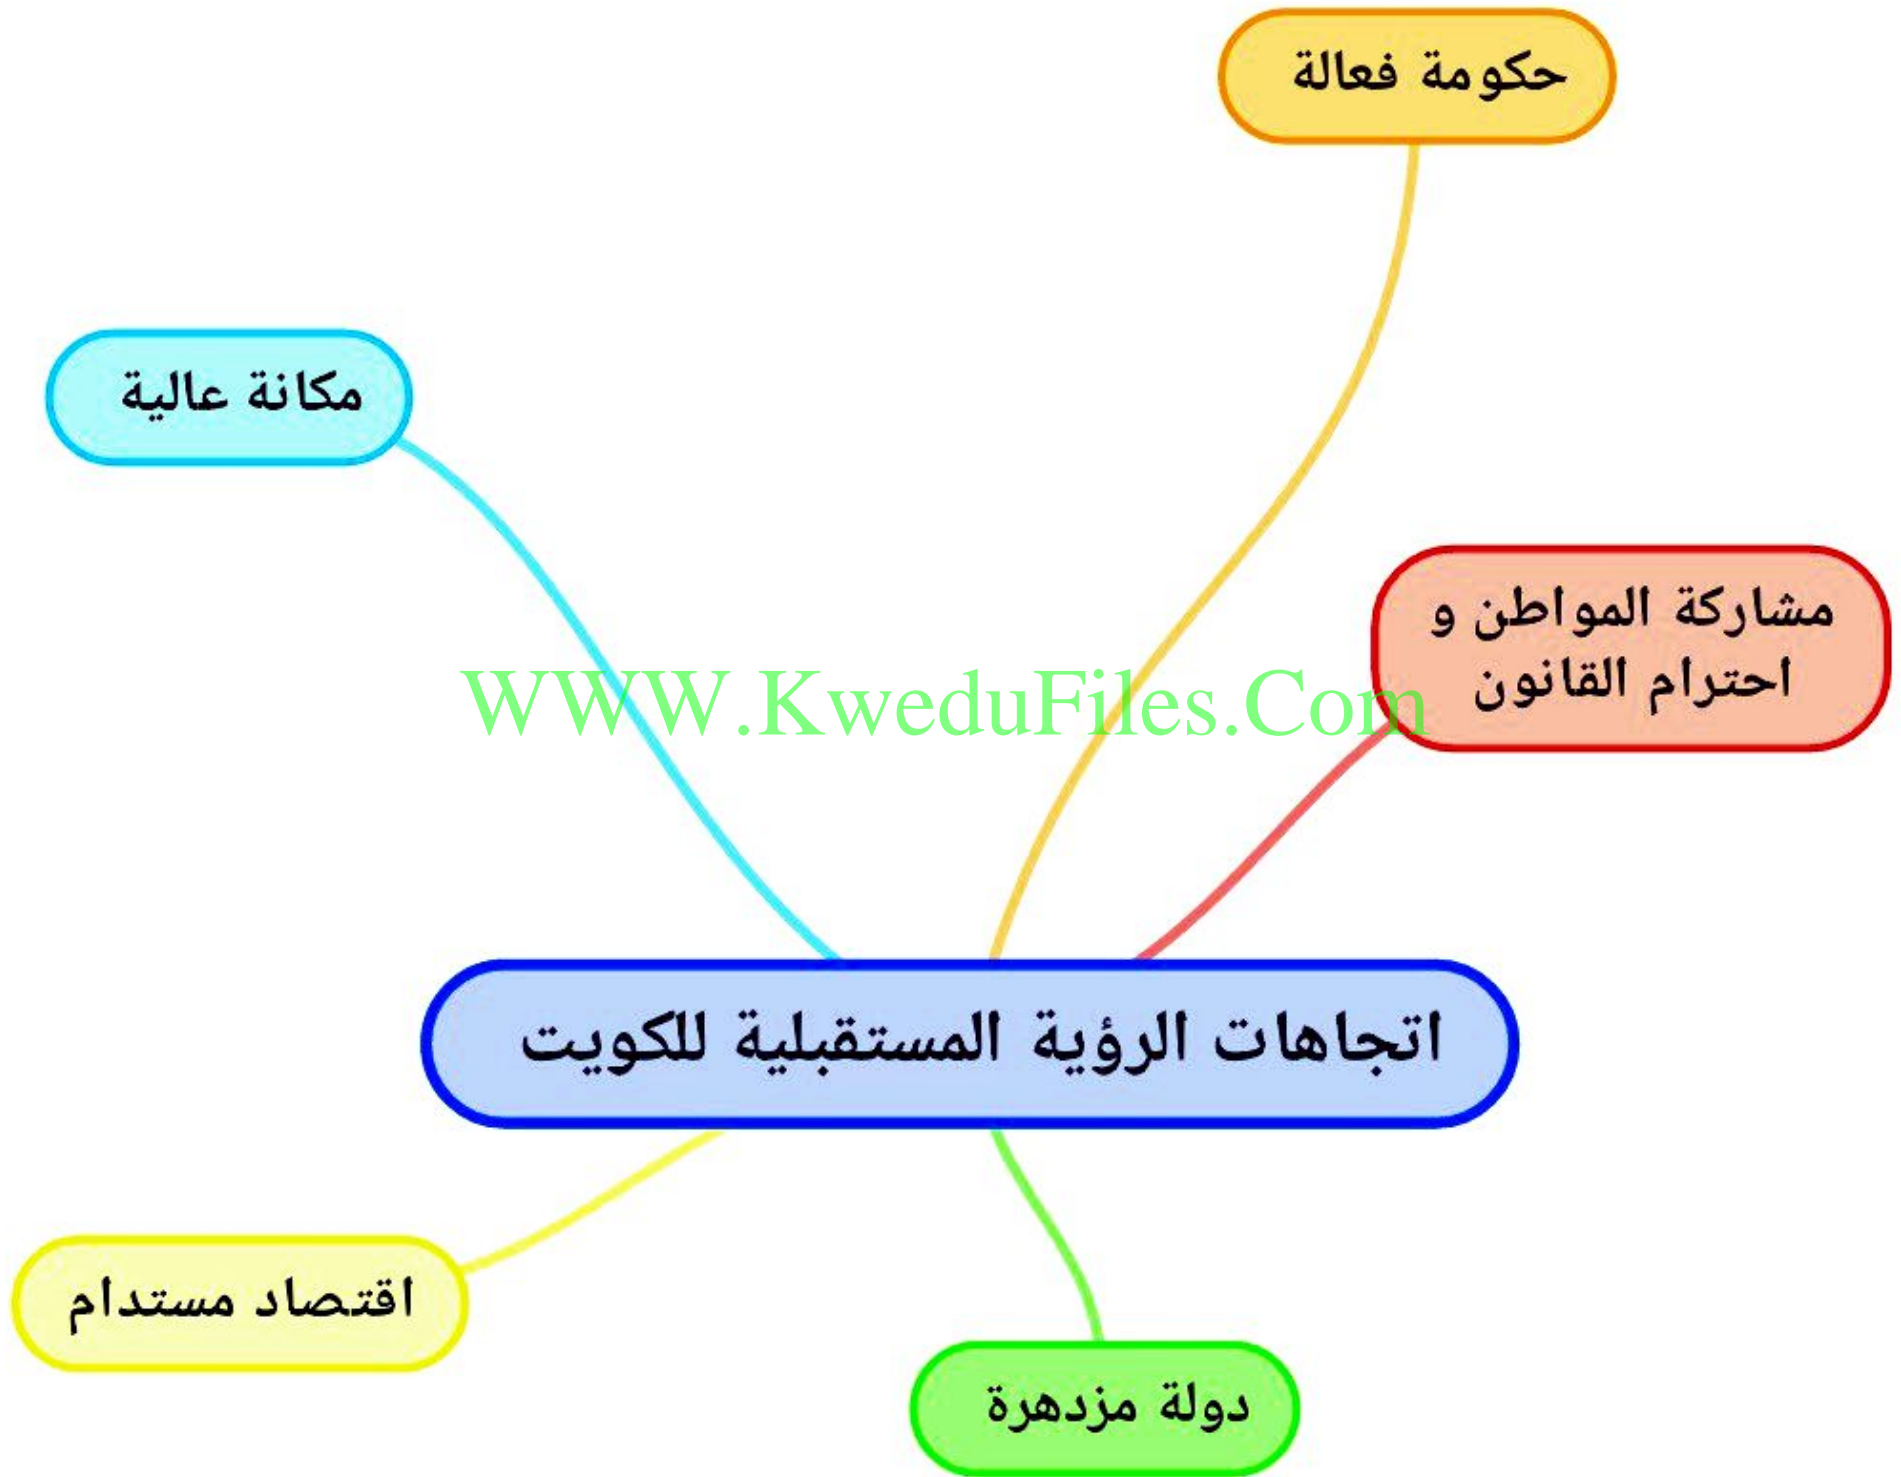 حكومة فعالة
مكانة عالية
مشاركة المواطن و
احترام القانون
WWW.KweduFiles.Com
اتجاهات الرؤية المستقبلية للكويت
اقتصاد مستدام
دولة مزدهرة